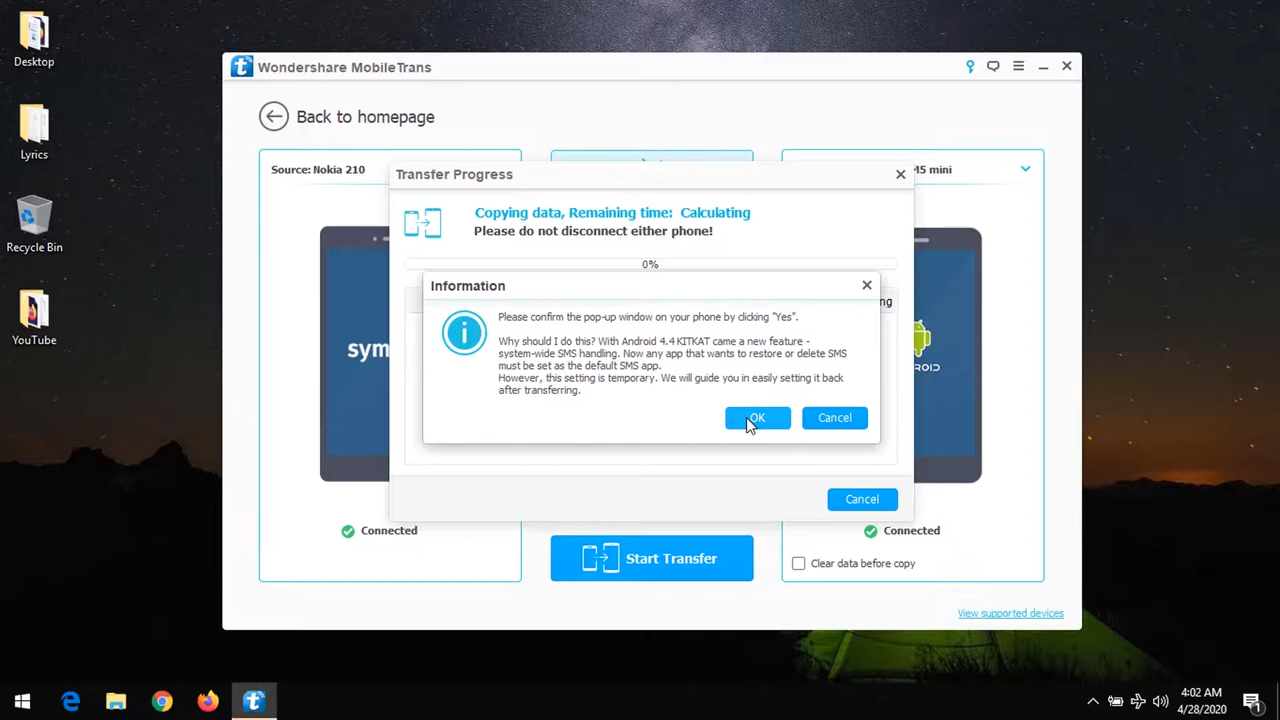 Desktop
Lyrics
Recycle Bin
YouTube
Wondershare MobileTrans
Back to homepage
Source: Nokia 210
M5 mini
Transfer Progress
Copying data, Remaining time: Calculating
Please do not disconnect either phone!
0%
Information
Please confirm the pop-up window on your phone by clicking "Yes".
Why should I do this? With Android 4.4 KITKAT came a new feature -
system-wide SMS handling. Now any app that wants to restore or delete SMS
must be set as the default SMS app.
However, this setting is temporary. We will guide you in easily setting it back
after transferring.
OK
Cancel
Cancel
Connected
Connected
Start Transfer
Clear data before copy
View supported devices
4:02 AM
4/28/2020
1